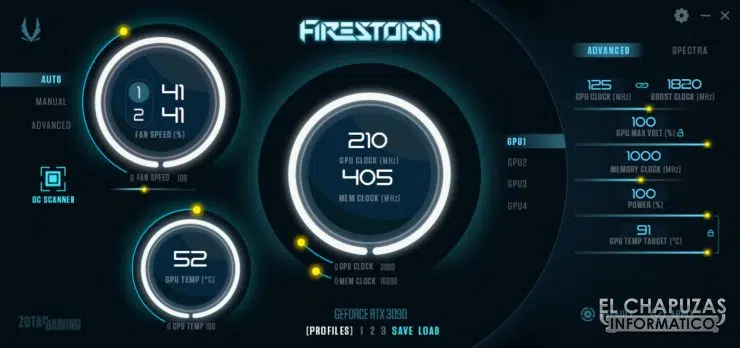 FIRESTORM
ADVANCED SPECTRA
AUTO
MANUAL
ADVANCED
OC SCANNER
1 41
2 41
FAN SPEED [%]
0 FAN SPEED 100
52
GPU TEMP [°C]
0 GPU TEMP 100
210
GPU CLOCK [MHz]
405
MEM CLOCK [MHz]
0 GPU CLOCK 3000
0 MEM CLOCK 16000
GPU1
GPU2
GPU3
GPU4
125 1820
GPU CLOCK [MHz] BOOST CLOCK [MHz]
100
GPU MAX VOLT [%]
1000
MEMORY CLOCK [MHz]
100
POWER [%]
91
GPU TEMP TARGET [°C]
ZOTAC GAMING
GEFORCE RTX 3090
[PROFILES] 1 2 3 SAVE LOAD
EL CHAPUZAS
INFORMÁTICO